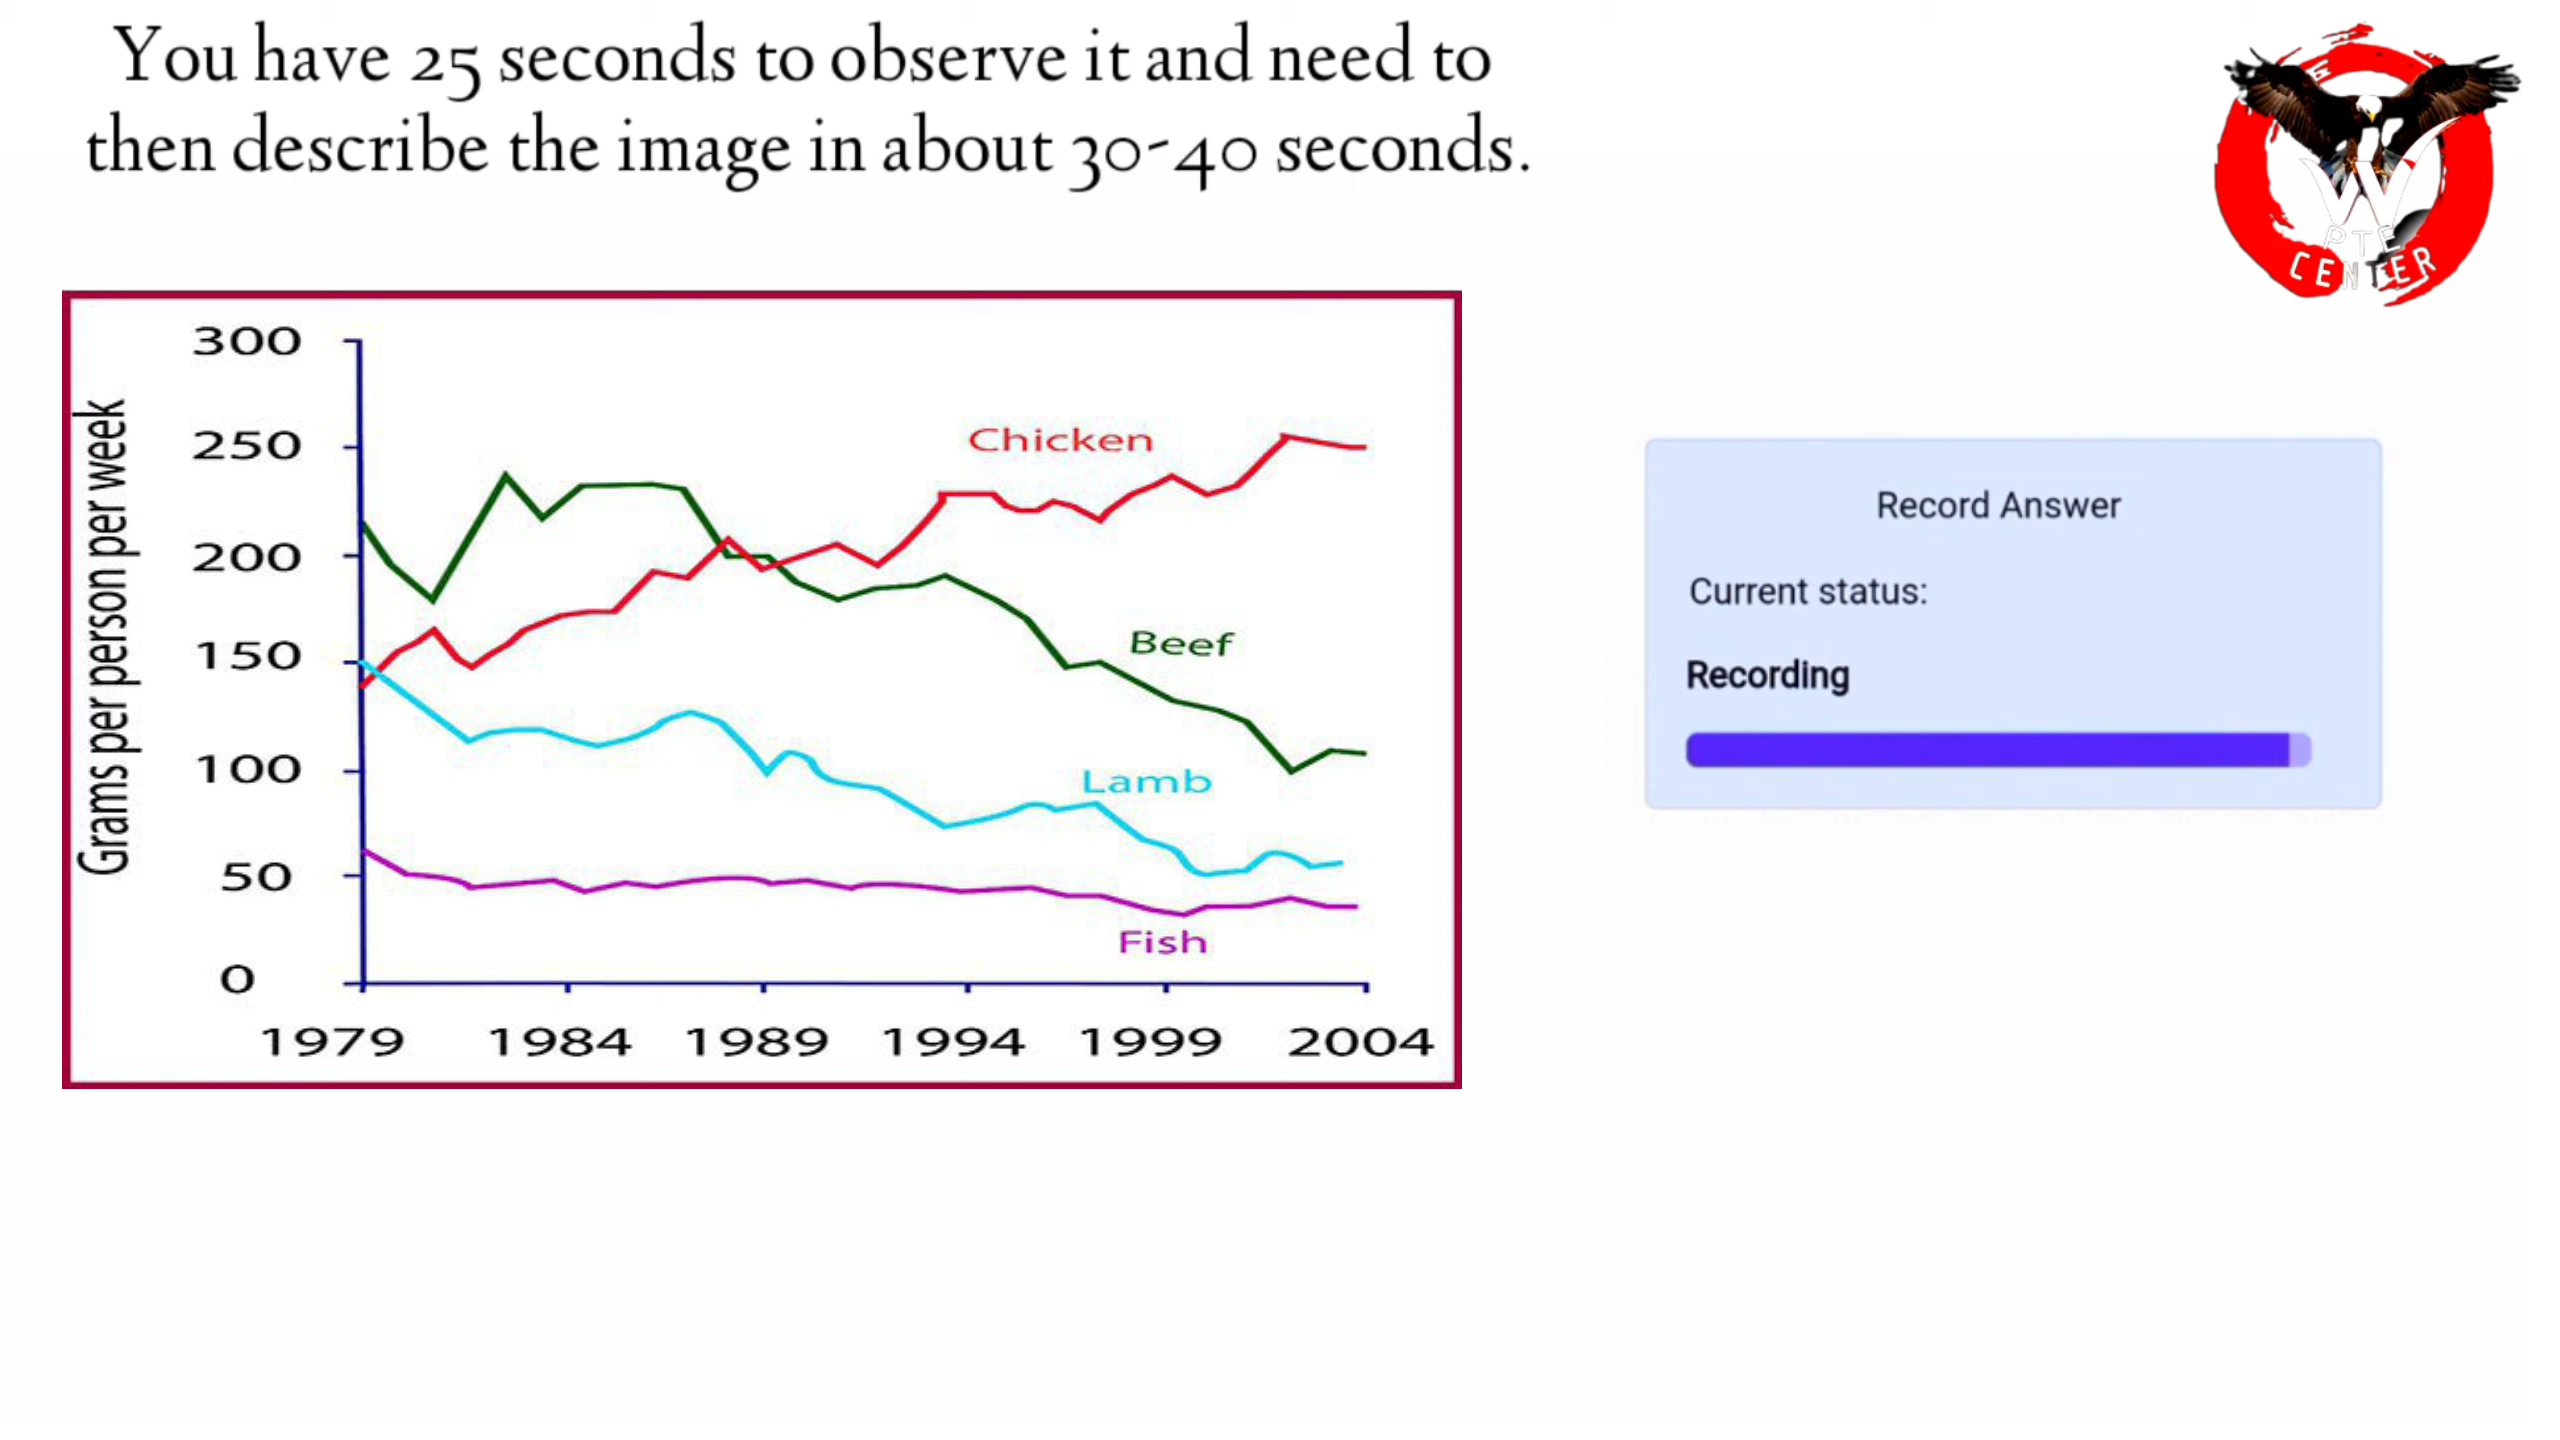 You have 25 seconds to observe it and need to
then describe the image in about 30-40 seconds.
W
PTE
CENTER
Grams per person per week
300
250
200
150
100
50
0
Chicken
Beef
Lamb
Fish
1979 1984 1989 1994 1999 2004
Record Answer
Current status:
Recording